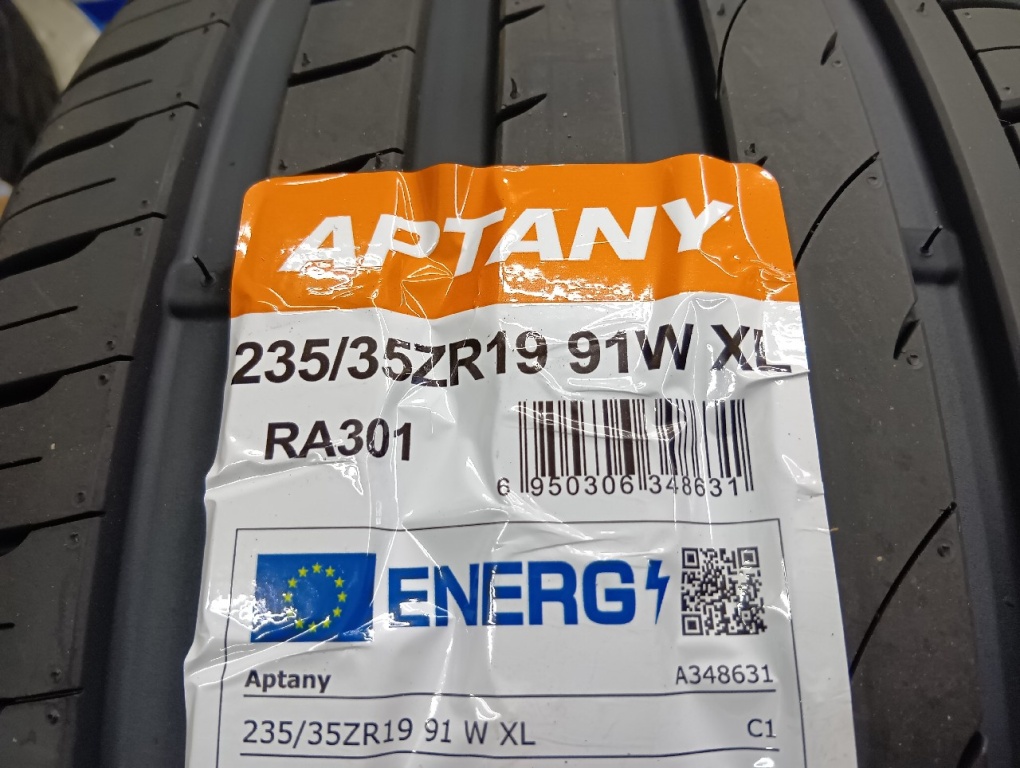 APTANY
235/35ZR19 91W XL
RA301
6 950306 348631
ENERG
Aptany A348631
235/35ZR19 91 W XL C1